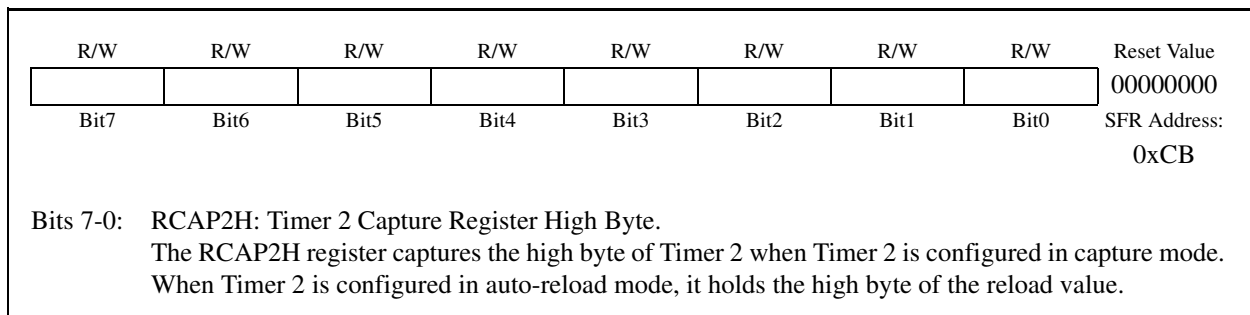 R/W R/W R/W R/W R/W R/W R/W R/W Reset Value
00000000
Bit7 Bit6 Bit5 Bit4 Bit3 Bit2 Bit1 Bit0 SFR Address:
0xCB
Bits 7-0: RCAP2H: Timer 2 Capture Register High Byte.
The RCAP2H register captures the high byte of Timer 2 when Timer 2 is configured in capture mode.
When Timer 2 is configured in auto-reload mode, it holds the high byte of the reload value.